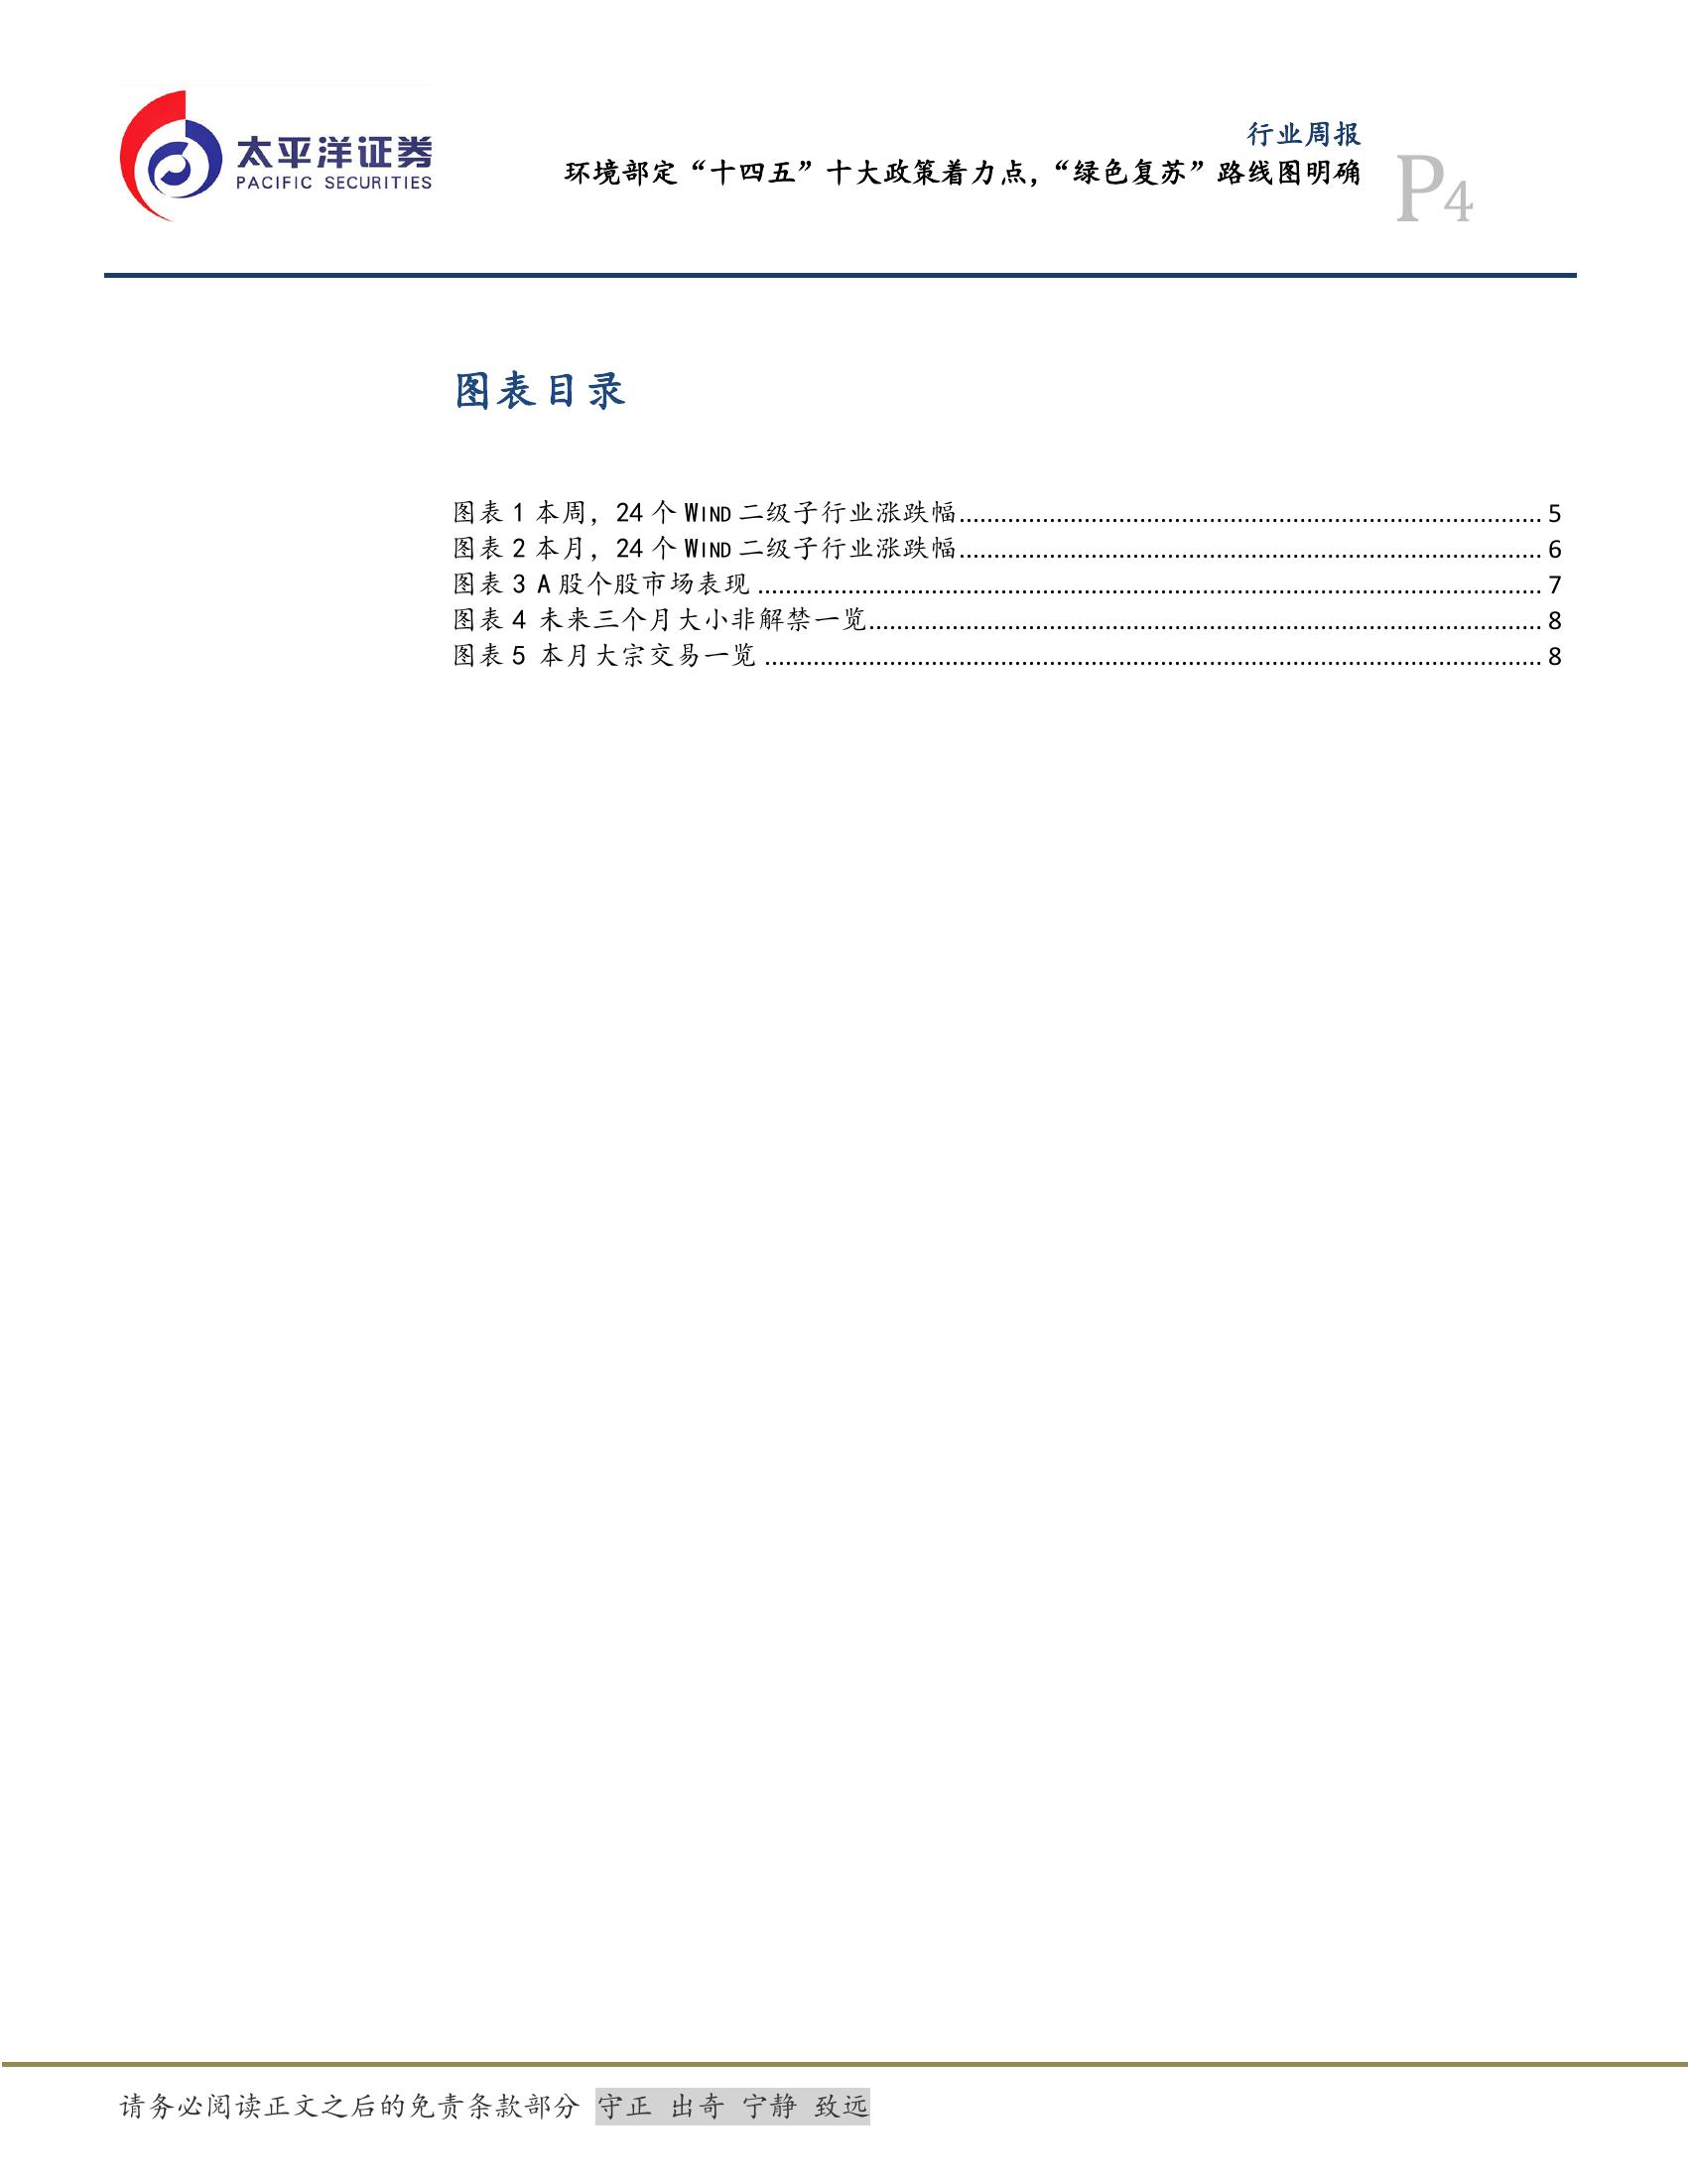 太平洋证券
PACIFIC SECURITIES
行业周报
环境部定“十四五”十大政策着力点，“绿色复苏”路线图明确
P4
图表目录
图表 1 本周，24 个 WIND 二级子行业涨跌幅........................................ 5
图表 2 本月，24 个 WIND 二级子行业涨跌幅........................................ 6
图表 3 A 股个股市场表现 ........................................ 7
图表 4 未来三个月大小非解禁一览........................................ 8
图表 5 本月大宗交易一览 ........................................ 8
请务必阅读正文之后的免责条款部分 守正 出奇 宁静 致远